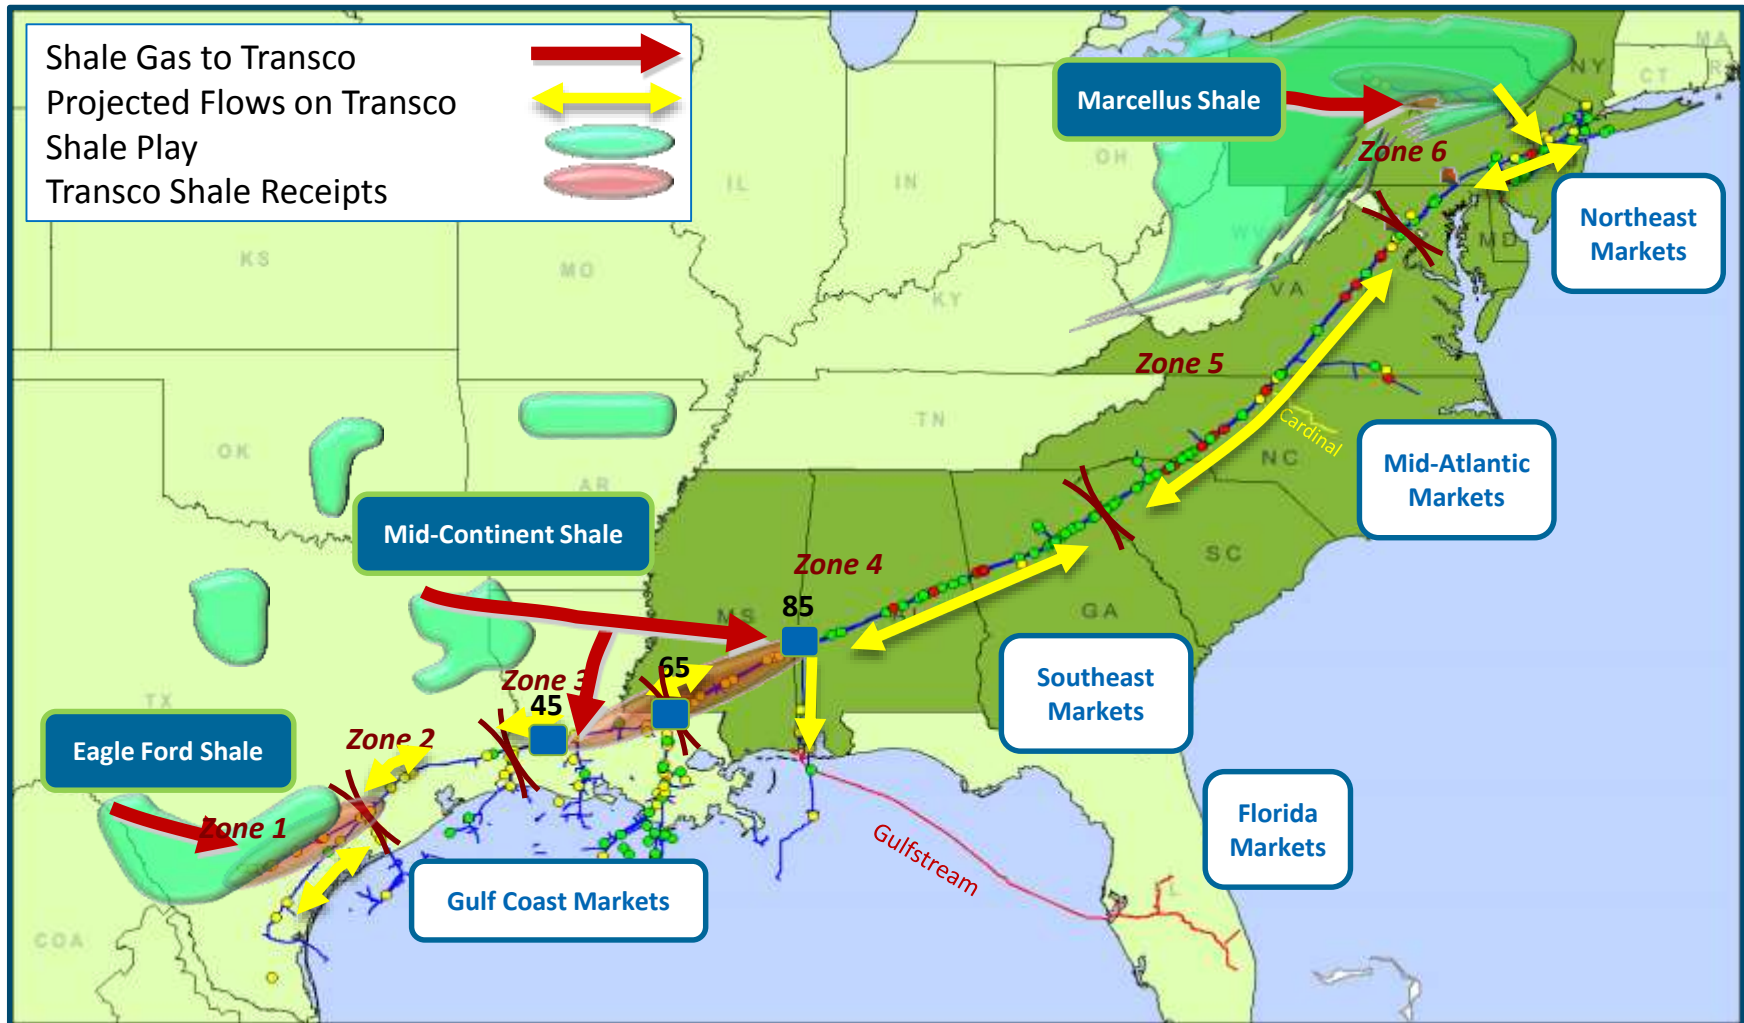 Shale Gas to Transco
Projected Flows on Transco
Shale Play
Transco Shale Receipts
Marcellus Shale
MA
NY
CT
R
Zone 6
OH
IL
IN
Northeast
Markets
MD
WV
KS
MO
KY
VA
Zone 5
TN
Cardinal
NC
Mid-Atlantic
Markets
OK
AR
Mid-Continent Shale
SC
Zone 4
85
MS
GA
Southeast
Markets
65
Zone 3
45
TX
Zone 2
Eagle Ford Shale
Zone 1
Florida
Markets
Gulfstream
Gulf Coast Markets
L
COA